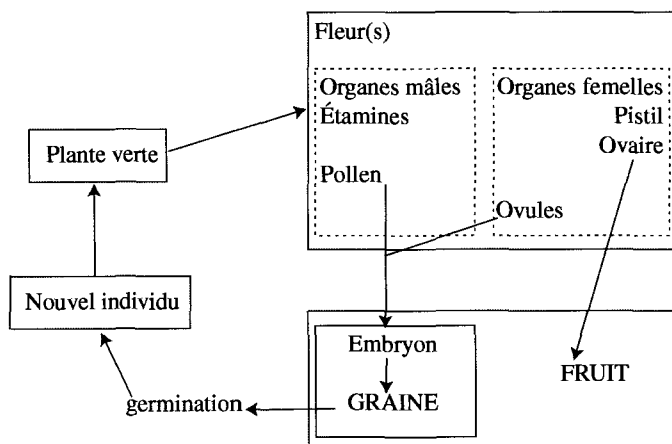 Fleur(s)
Organes mâles
Étamines
Pollen
Organes femelles
Pistil
Ovaire
Ovules
Plante verte
Nouvel individu
Embryon
GRAINE
FRUIT
germination